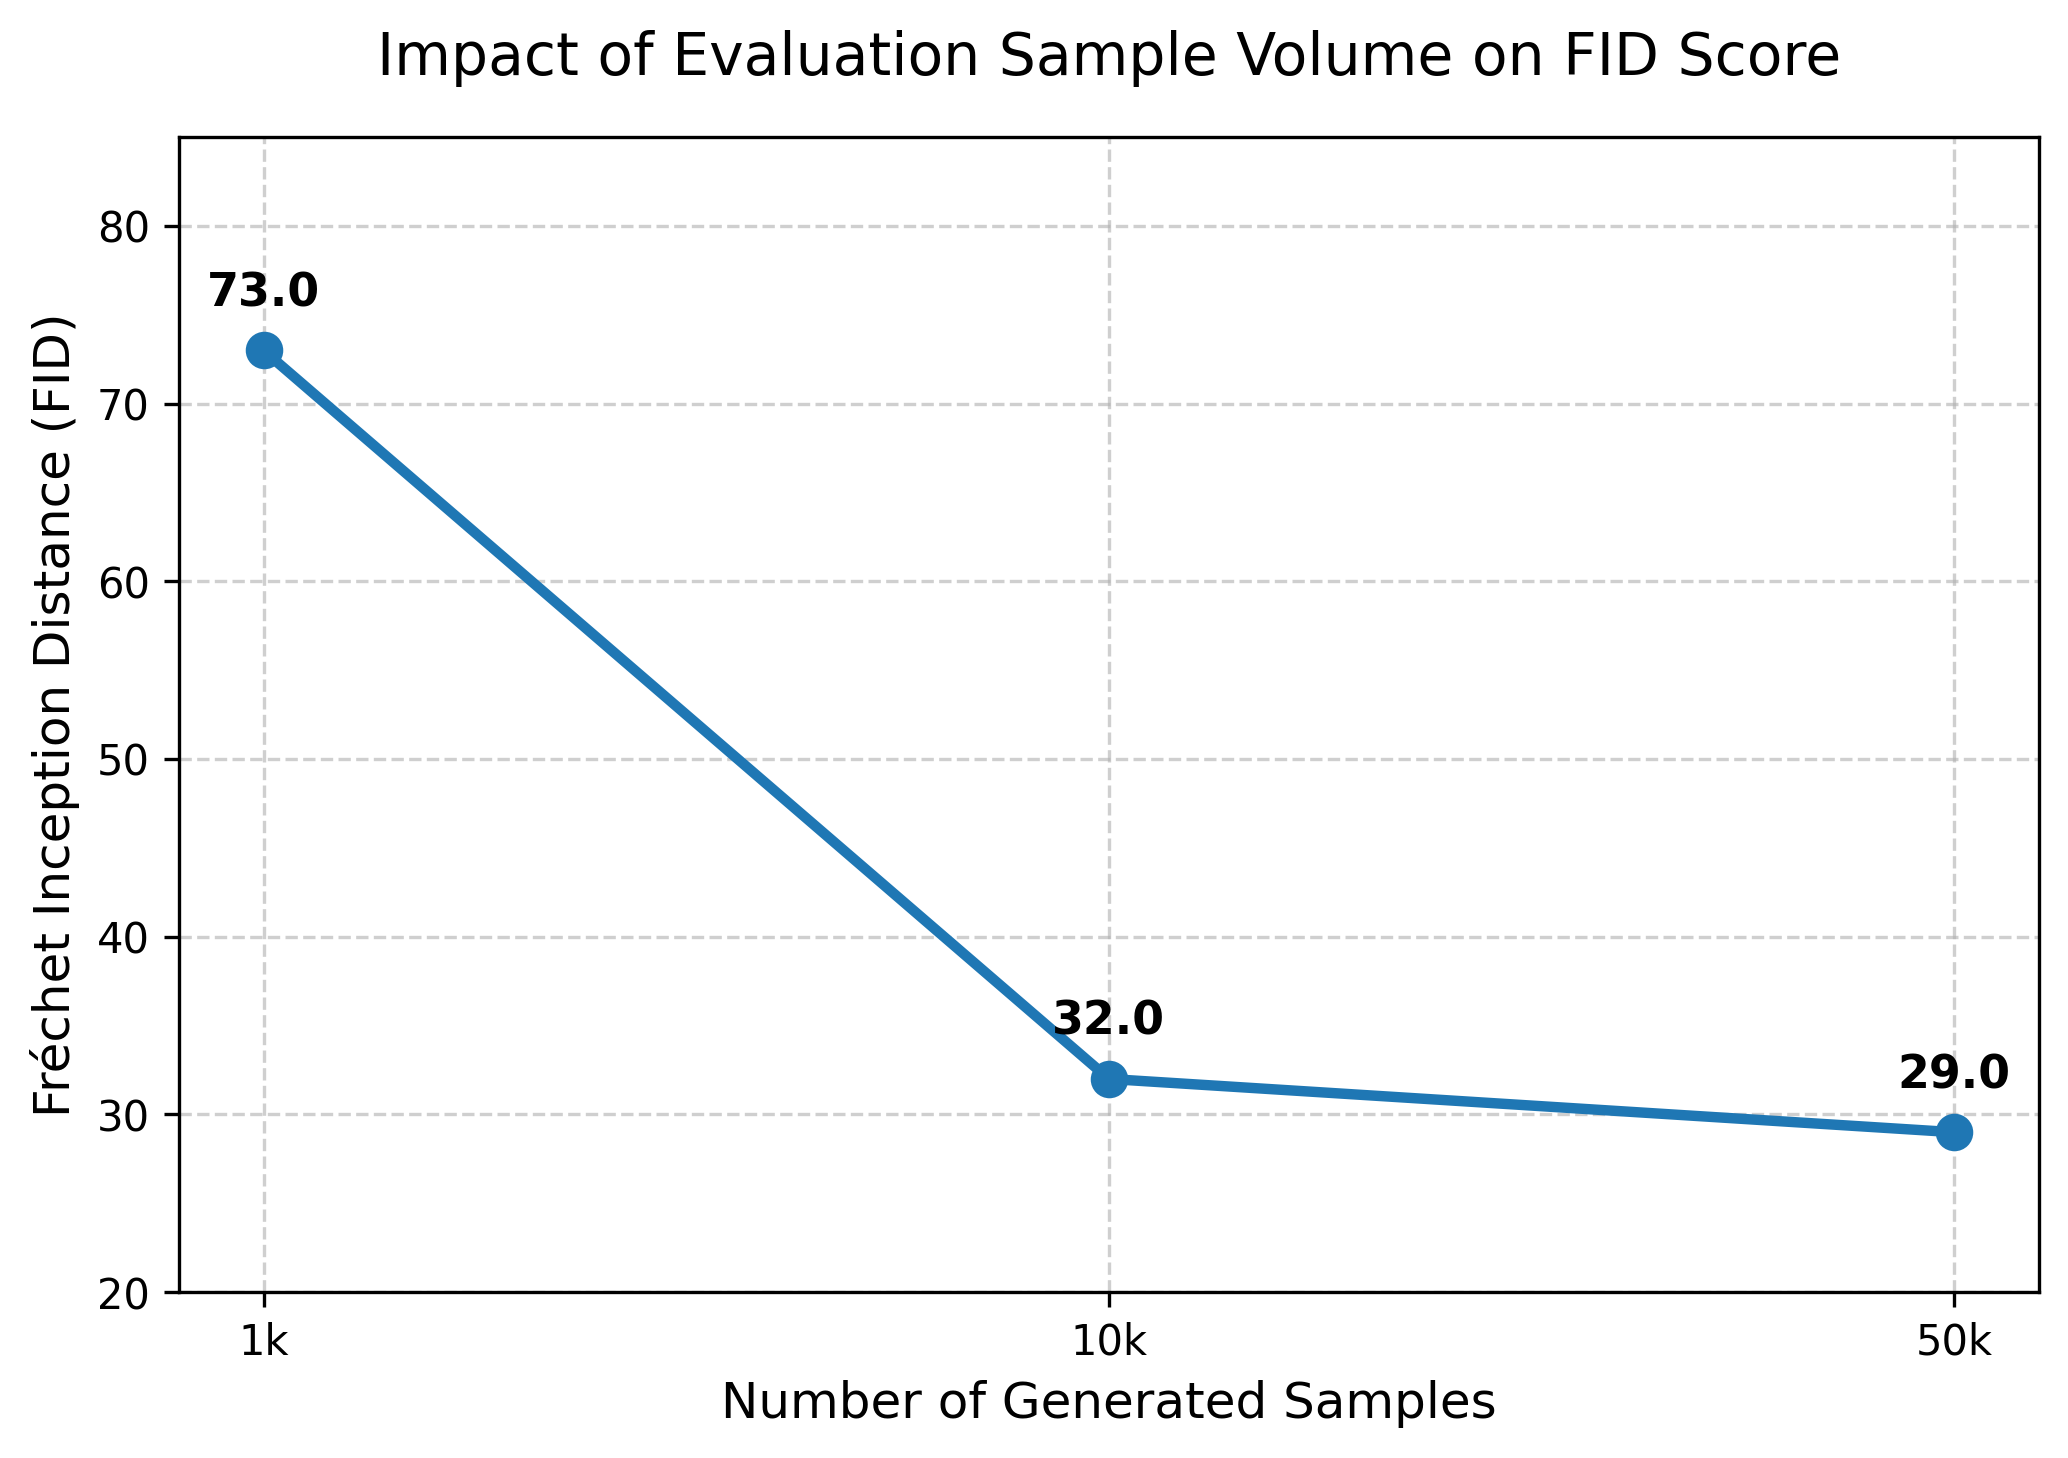 Impact of Evaluation Sample Volume on FID Score
Fréchet Inception Distance (FID)
80
70
60
50
40
30
20
73.0
32.0
29.0
1k
10k
50k
Number of Generated Samples